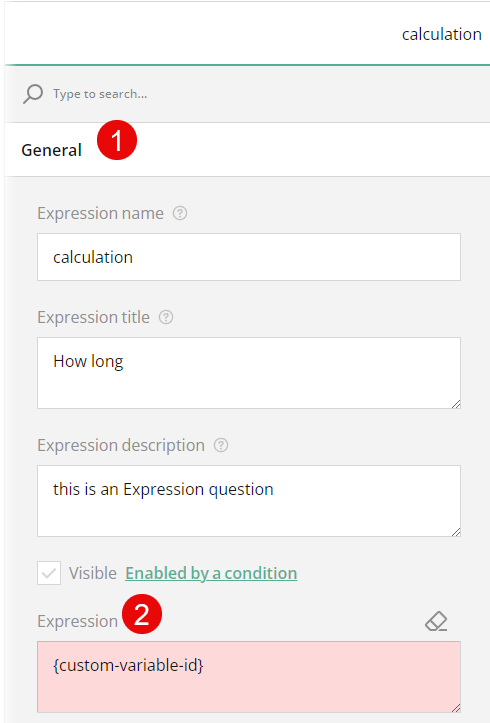 calculation
Type to search...
General 1
Expression name ?
calculation
Expression title ?
How long
Expression description ?
this is an Expression question
Visible Enabled by a condition
Expression 2
{custom-variable-id}